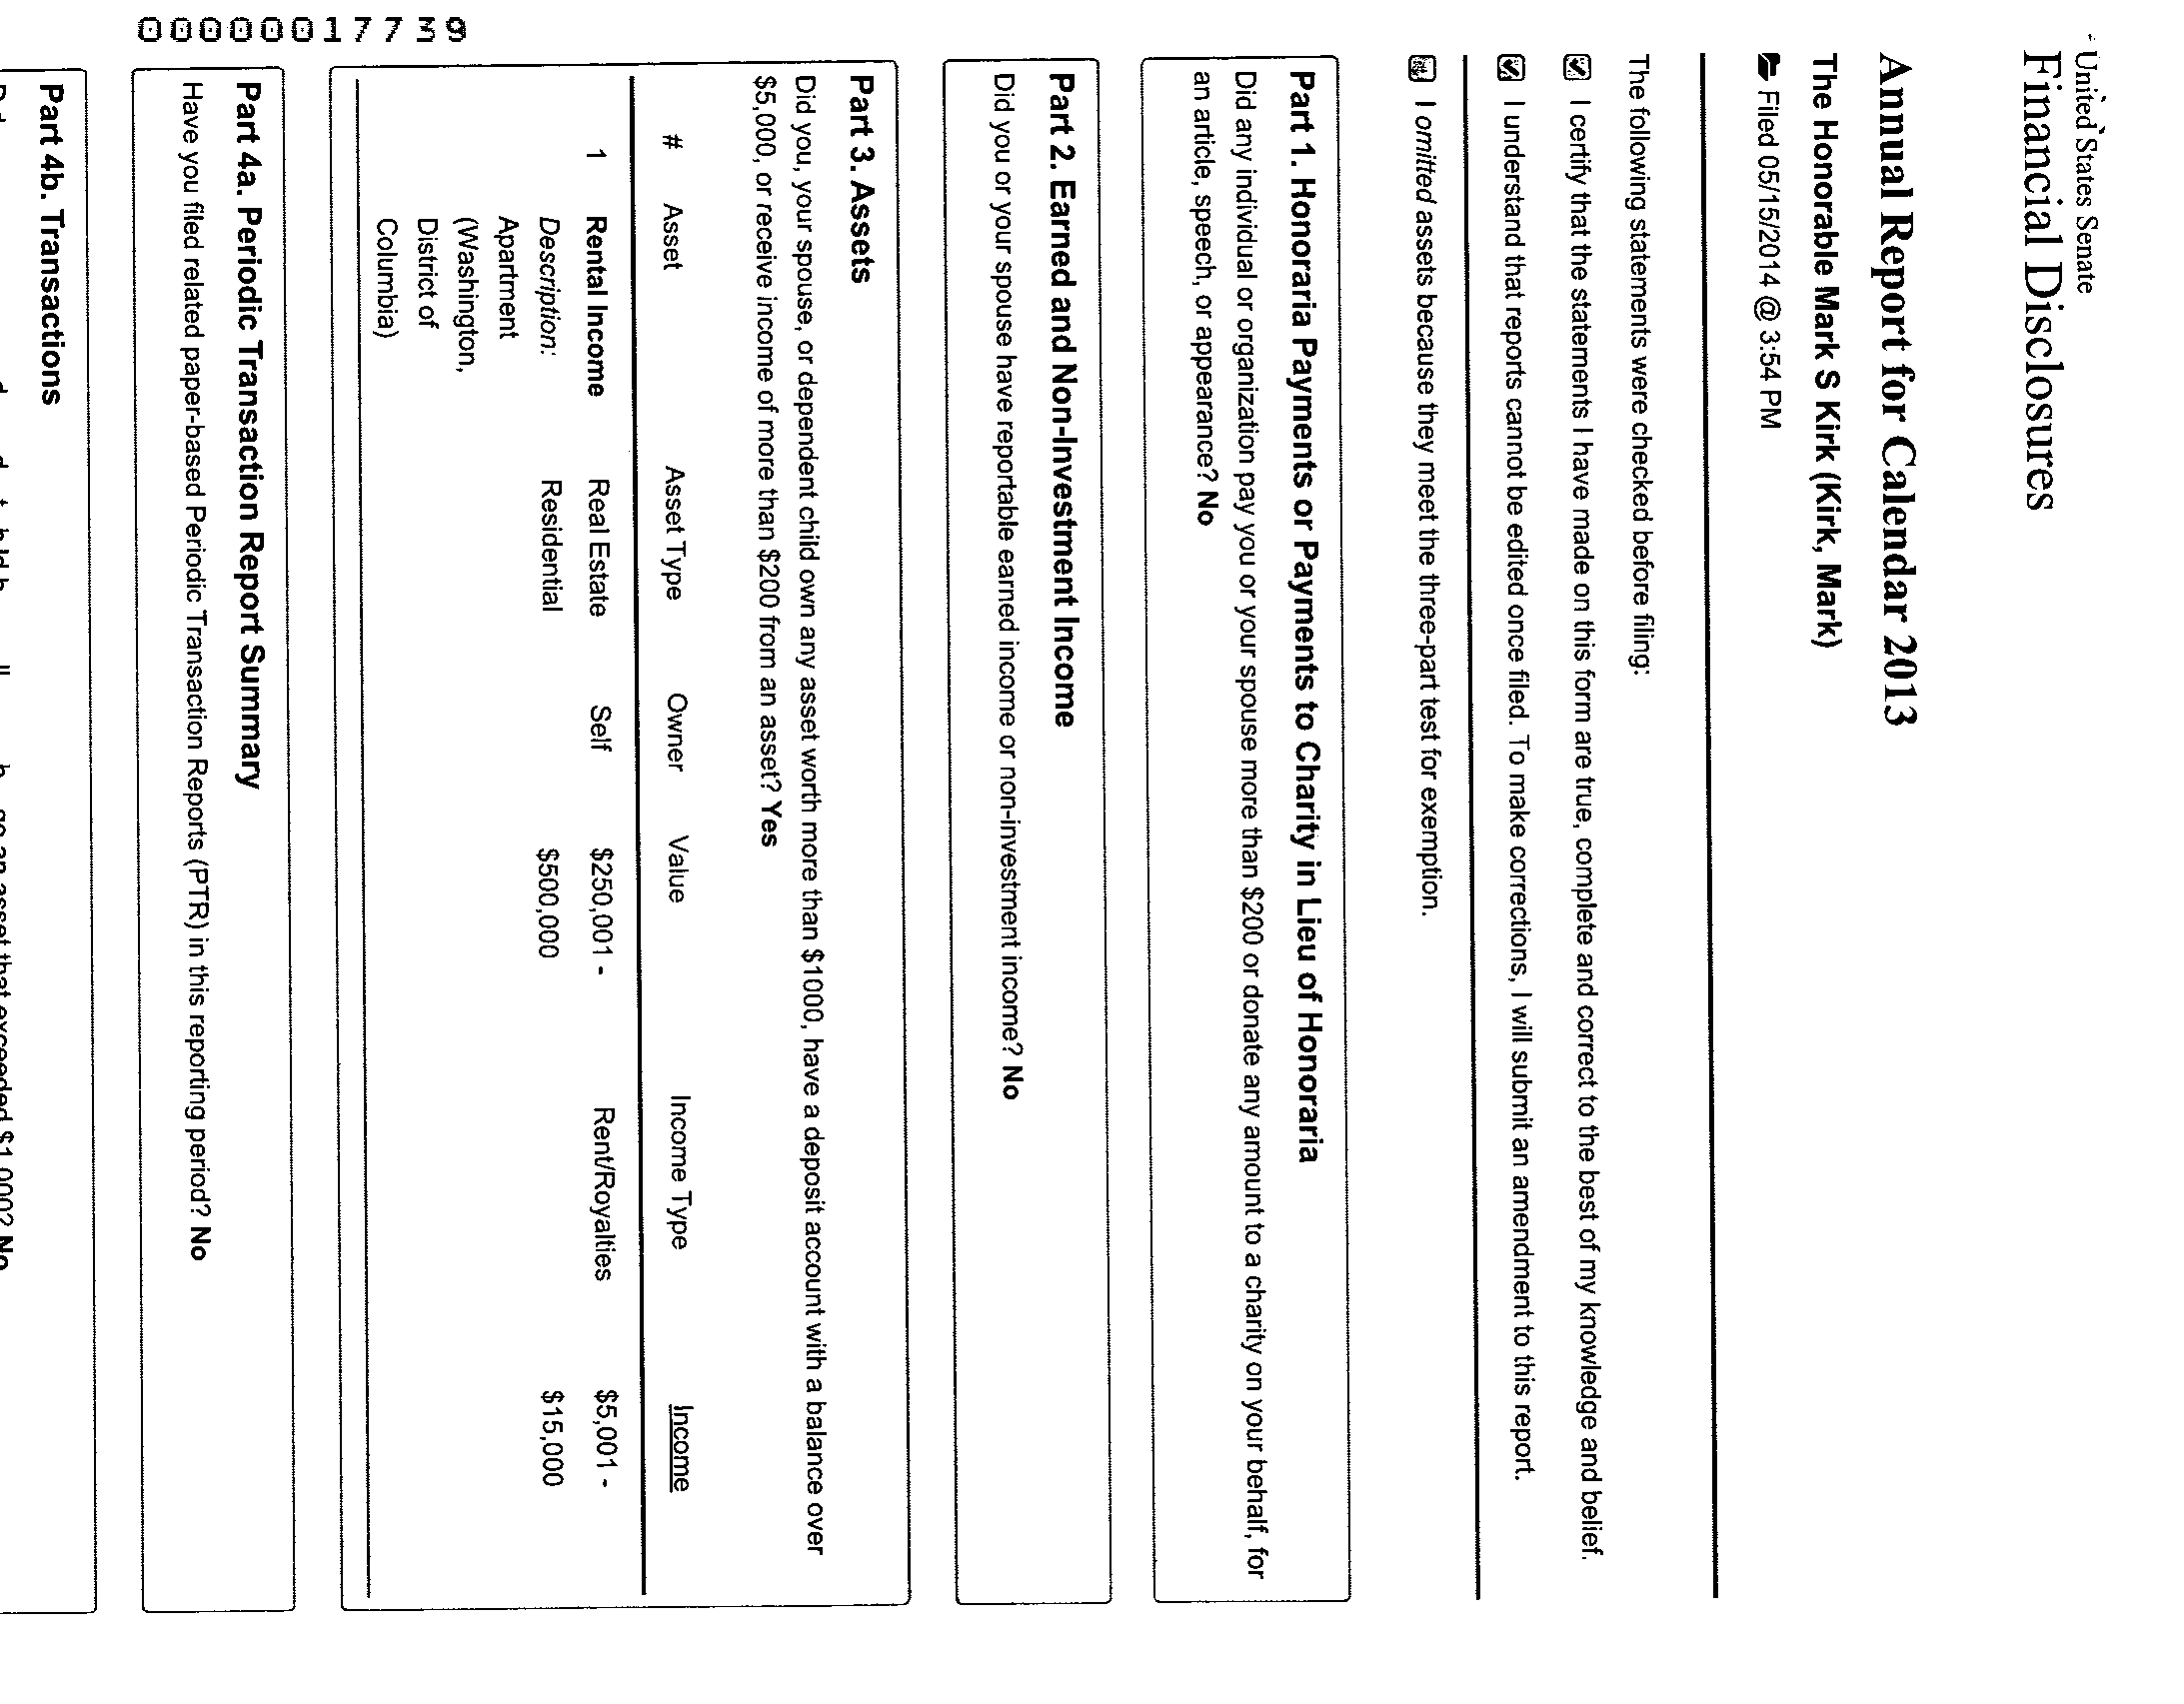 United States Senate
Financial Disclosures
Annual Report for Calendar 2013
The Honorable Mark S Kirk (Kirk, Mark)
Filed 05/15/2014 @ 3:54 PM
The following statements were checked before filing:
I certify that the statements I have made on this form are true, complete and correct to the best of my knowledge and belief.
I understand that reports cannot be edited once filed. To make corrections, I will submit an amendment to this report.
I omitted assets because they meet the three-part test for exemption.
Part 1. Honoraria Payments or Payments to Charity in Lieu of Honoraria
Did any individual or organization pay you or your spouse more than $200 or donate any amount to a charity on your behalf, for
an article, speech, or appearance? No
Part 2. Earned and Non-Investment Income
Did you or your spouse have reportable earned income or non-investment income? No
Part 3. Assets
Did you, your spouse, or dependent child own any asset worth more than $1000, have a deposit account with a balance over
$5,000, or receive income of more than $200 from an asset? Yes
# Asset Asset Type Owner Value Income Type Income
1 Rental Income Real Estate Self $250,001 - Rent/Royalties $5,001 -
Description: Residential $500,000 $15,000
Apartment
(Washington,
District of
Columbia)
Part 4a. Periodic Transaction Report Summary
Have you filed related paper-based Periodic Transaction Reports (PTR) in this reporting period? No
Part 4b. Transactions
an asset that exceeded $1,000? No
00000017739